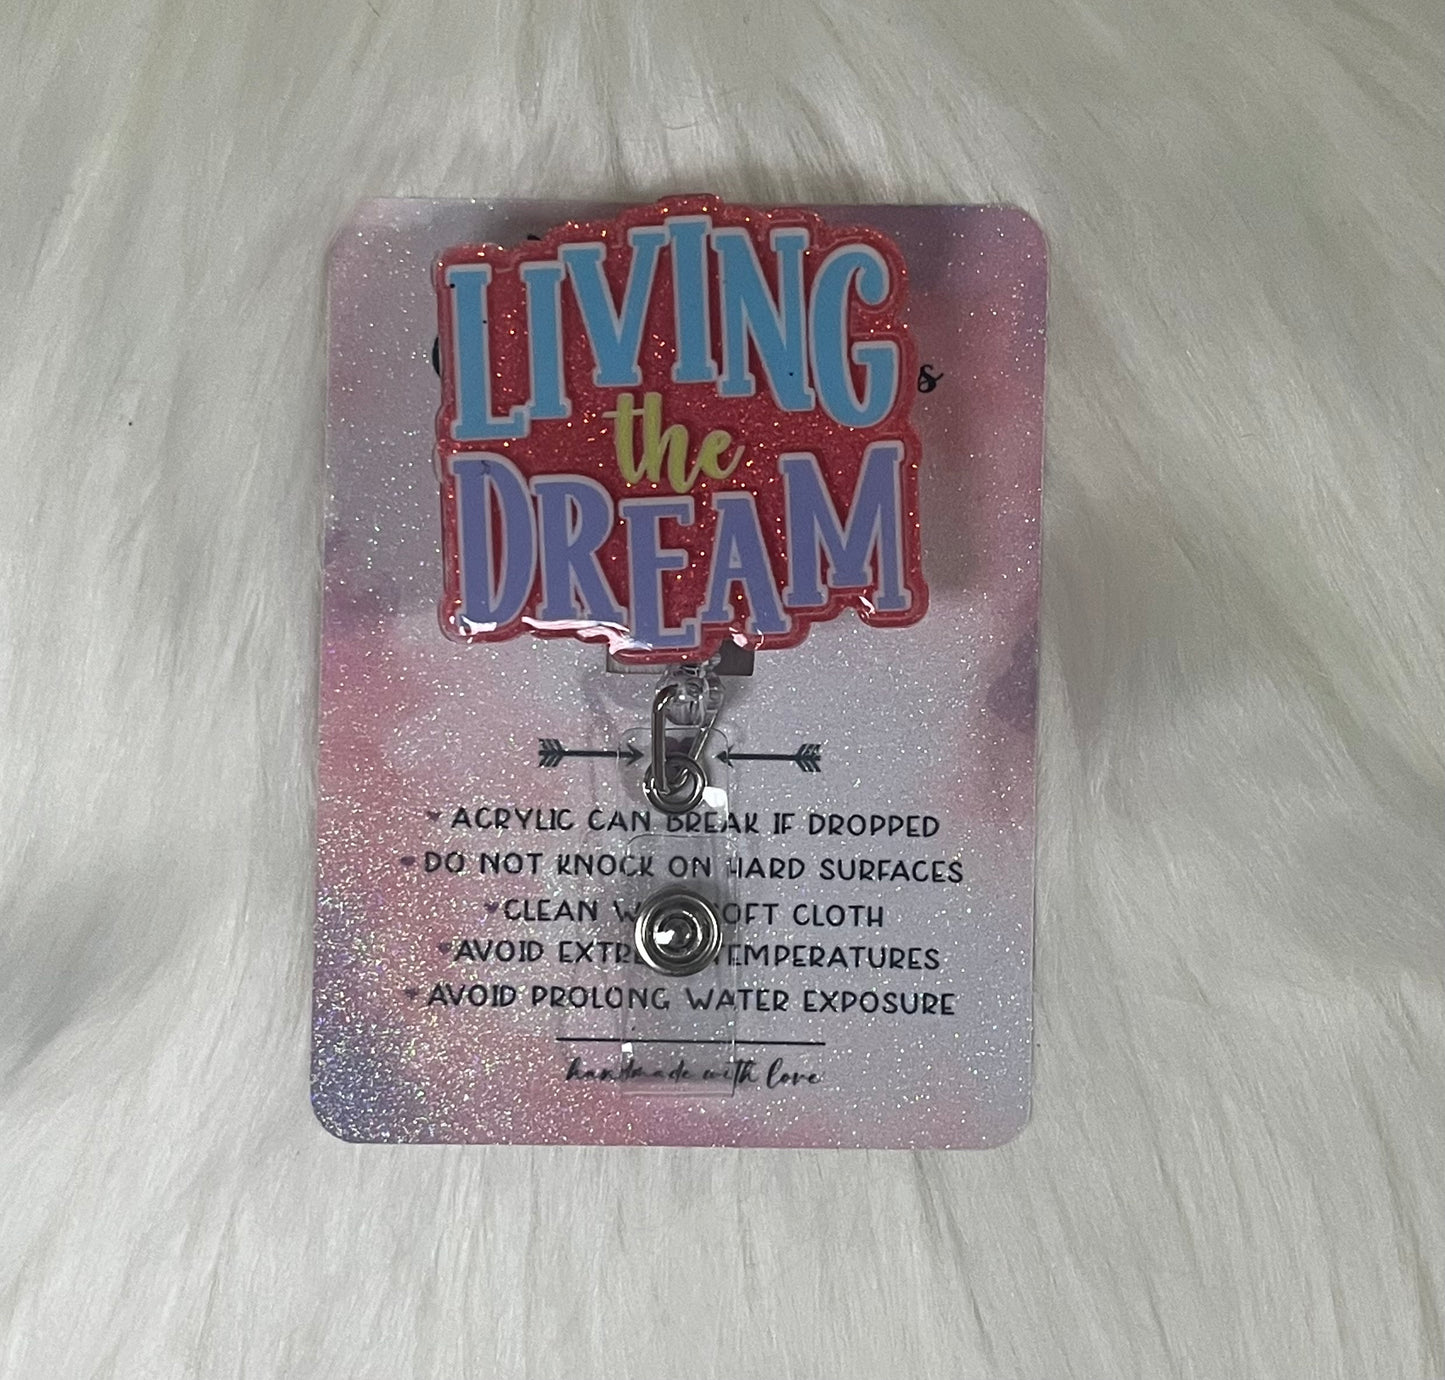 LIVING
the
DREAM
ACRYLIC CAN BREAK IF DROPPED
DO NOT KNOCK ON HARD SURFACES
CLEAN SOFT CLOTH
AVOID TEMPERATURES
AVOID PROLONG WATER EXPOSURE
handmade with love